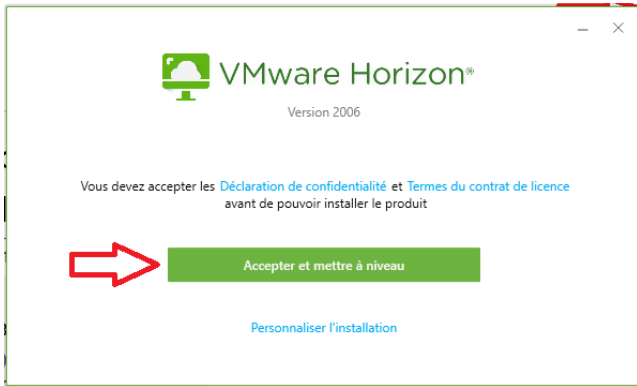 VMware Horizon®
Version 2006
Vous devez accepter les Déclaration de confidentialité et Termes du contrat de licence
avant de pouvoir installer le produit
Accepter et mettre à niveau
Personnaliser l'installation